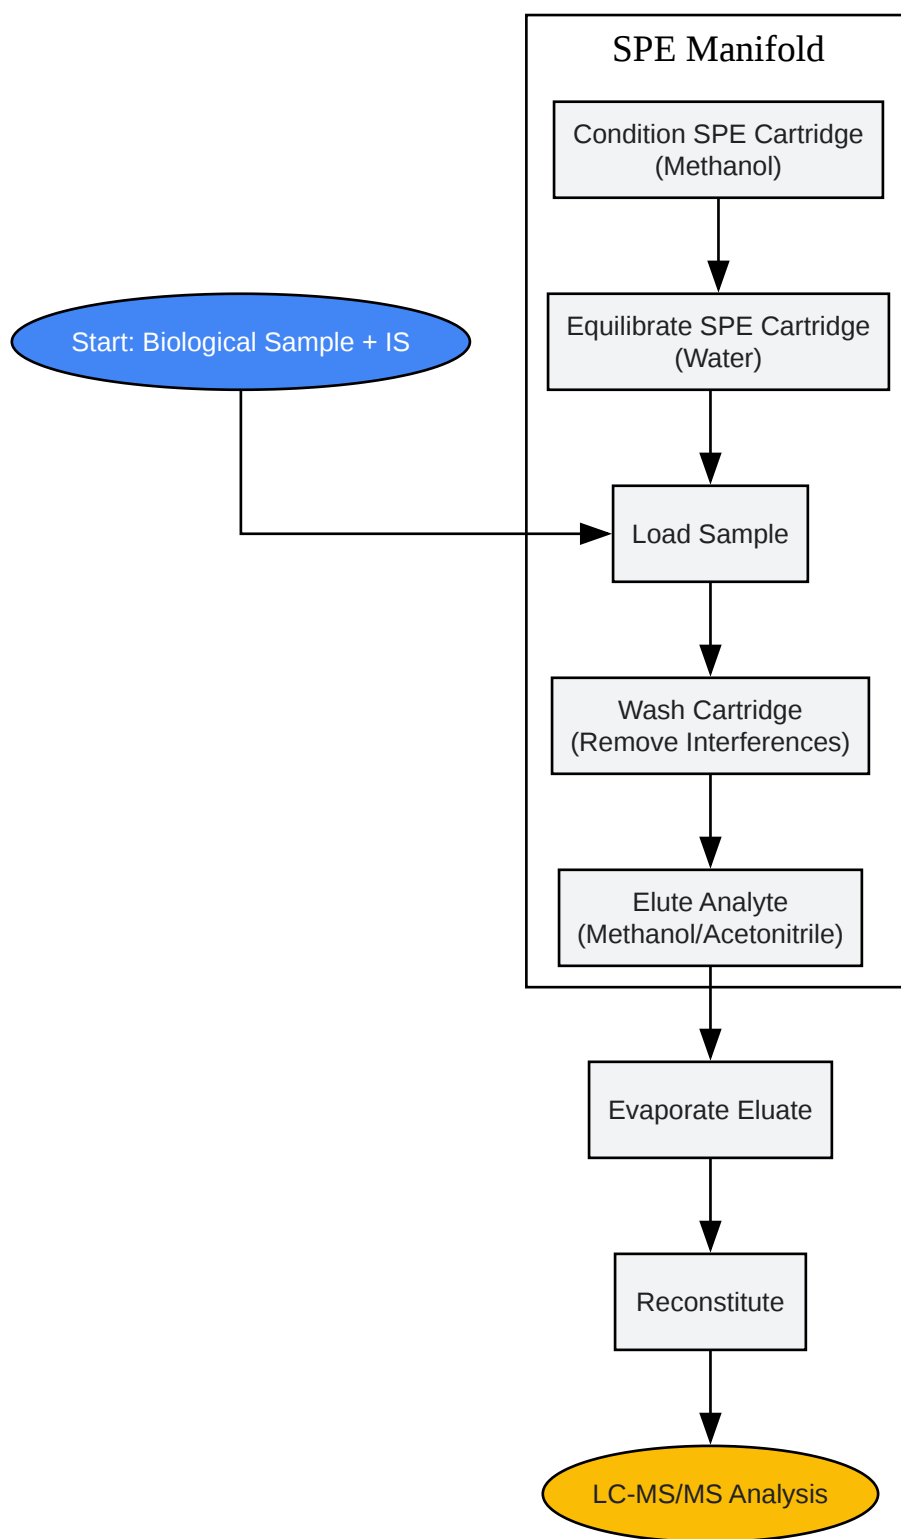 SPE Manifold
Condition SPE Cartridge
(Methanol)
Equilibrate SPE Cartridge
(Water)
Start: Biological Sample + IS
Load Sample
Wash Cartridge
(Remove Interferences)
Elute Analyte
(Methanol/Acetonitrile)
Evaporate Eluate
Reconstitute
LC-MS/MS Analysis